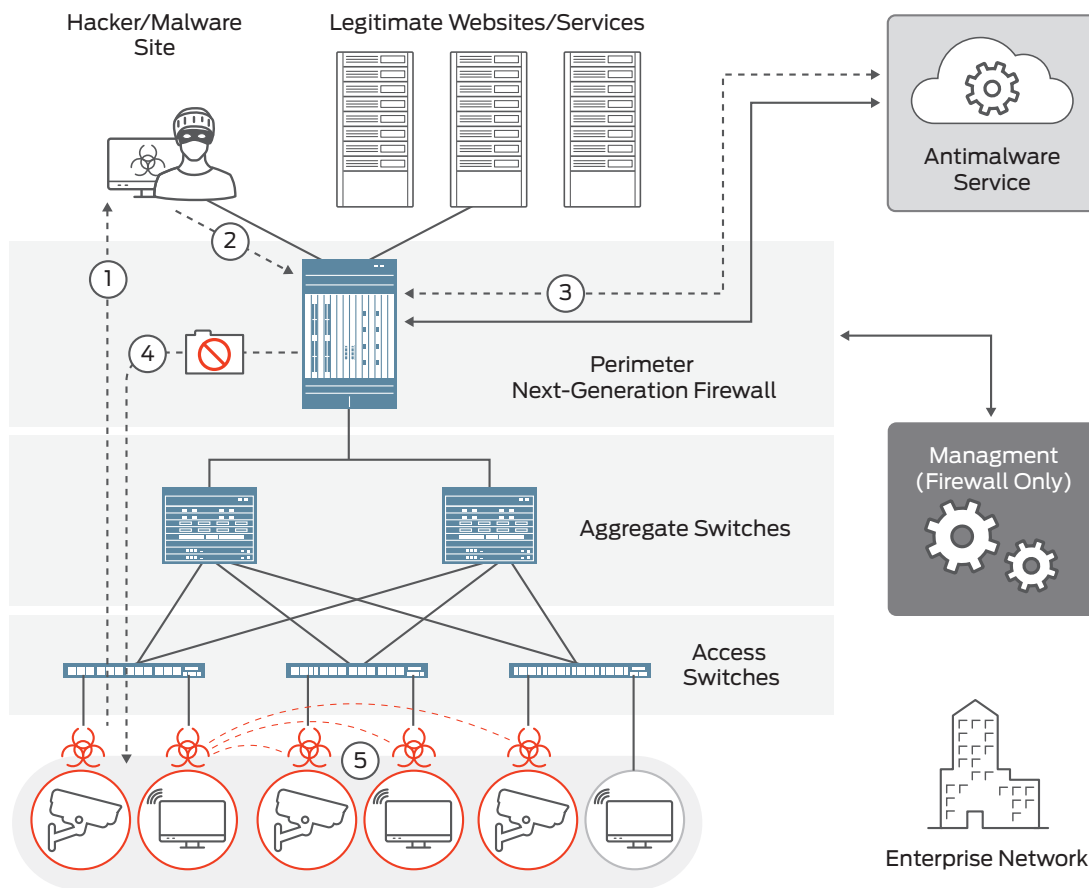 Hacker/Malware
Site
Legitimate Websites/Services
Antimalware
Service
2
1
3
4
Perimeter
Next-Generation Firewall
Managment
(Firewall Only)
Aggregate Switches
Access
Switches
5
Enterprise Network